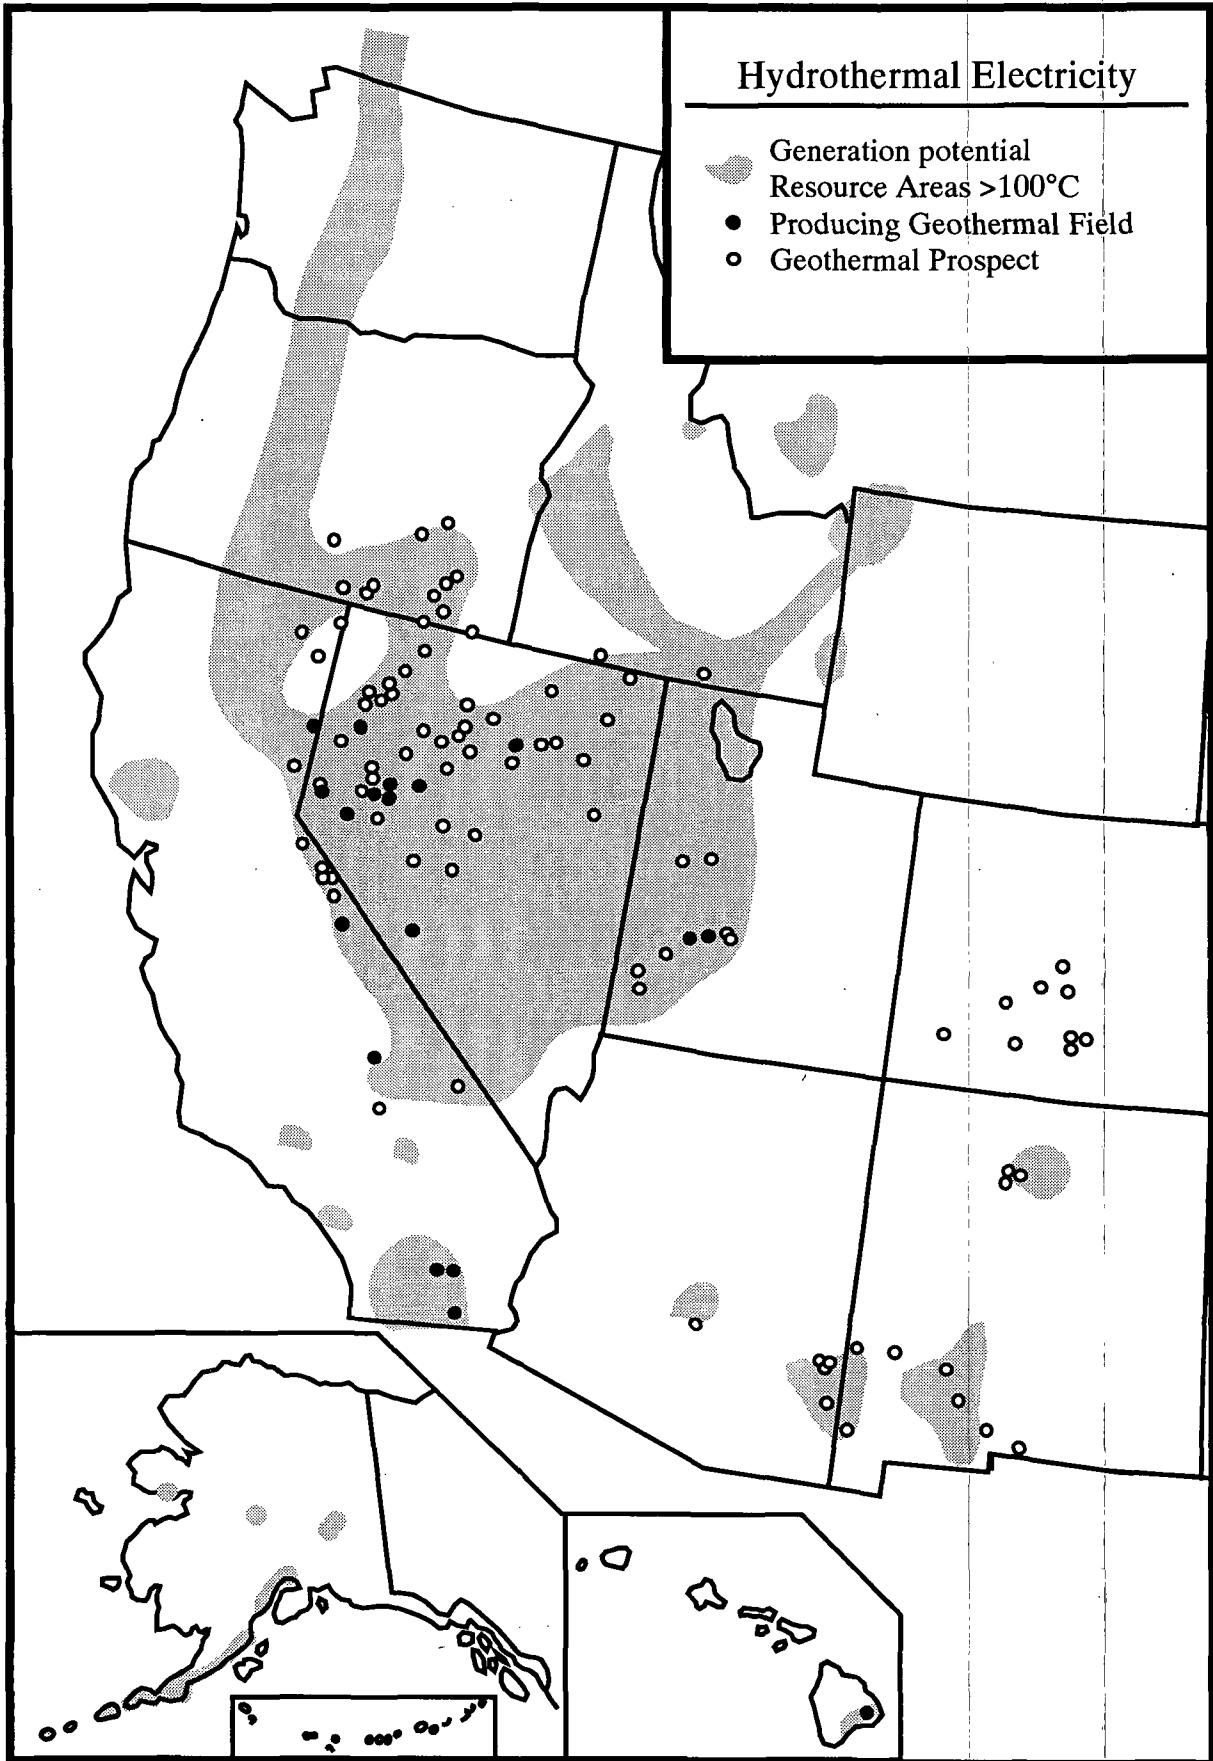 Hydrothermal Electricity
Generation potential
Resource Areas >100°C
Producing Geothermal Field
Geothermal Prospect